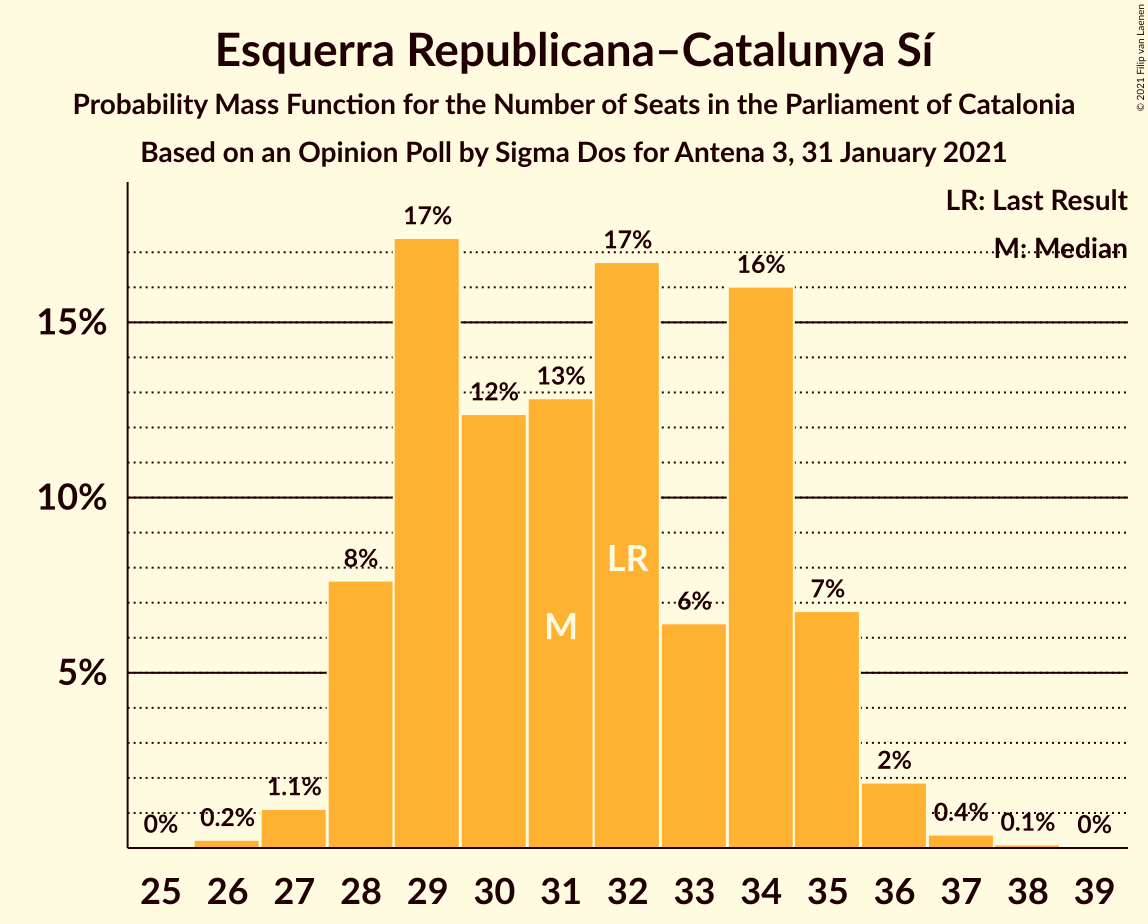 Esquerra Republicana–Catalunya Sí
Probability Mass Function for the Number of Seats in the Parliament of Catalonia
Based on an Opinion Poll by Sigma Dos for Antena 3, 31 January 2021
© 2021 Filip van Laenen
LR: Last Result
M: Median
15%
10%
5%
0%
0.2%
1.1%
8%
17%
12%
13%
17%
6%
16%
7%
2%
0.4%
0.1%
0%
M
LR
25 26 27 28 29 30 31 32 33 34 35 36 37 38 39